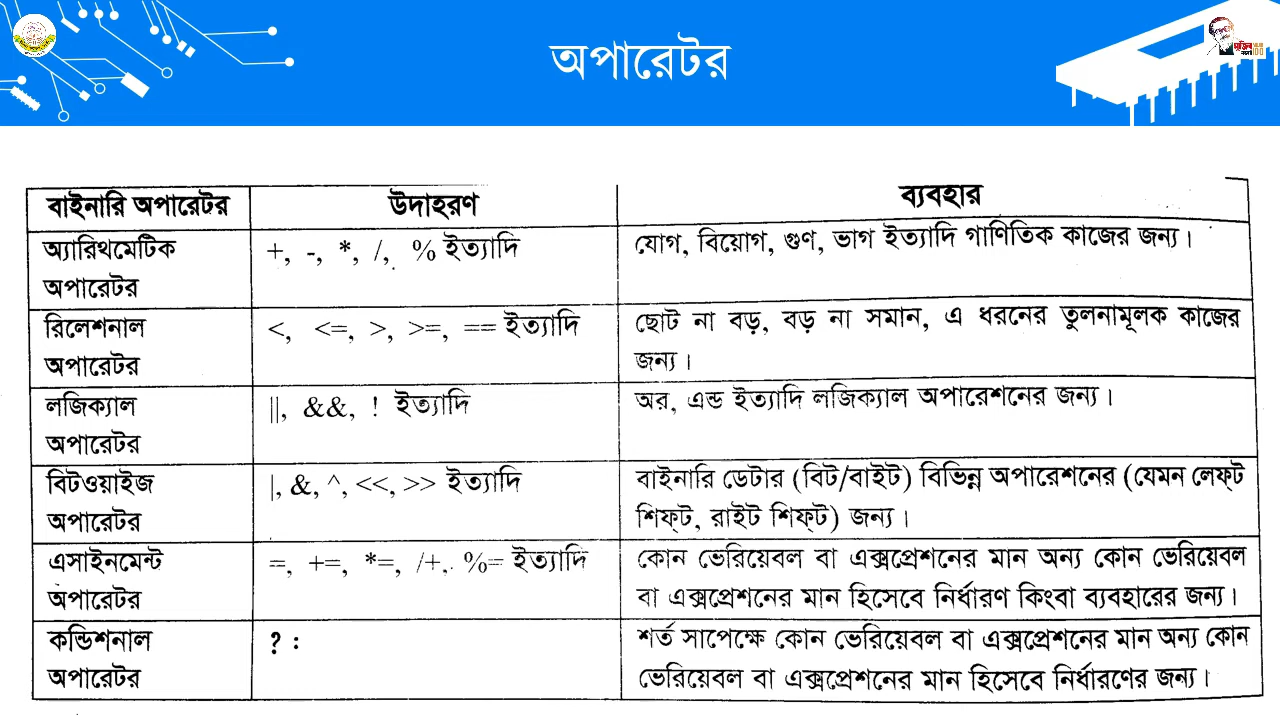 অপারেটর
বাইনারি অপারেটর উদাহরণ ব্যবহার
অ্যারিথমেটিক +, -, *, /, % ইত্যাদি যোগ, বিয়োগ, গুণ, ভাগ ইত্যাদি গাণিতিক কাজের জন্য।
অপারেটর
রিলেশনাল <, <=, >, >=, == ইত্যাদি ছোট না বড়, বড় না সমান, এ ধরনের তুলনামূলক কাজের
অপারেটর জন্য।
লজিক্যাল ||, &&, ! ইত্যাদি অর, এন্ড ইত্যাদি লজিক্যাল অপারেশনের জন্য।
অপারেটর
বিটওয়াইজ |, &, ^, <<, >> ইত্যাদি বাইনারি ডেটার (বিট/বাইট) বিভিন্ন অপারেশনের (যেমন লেফ্ট
অপারেটর শিফ্ট, রাইট শিফ্ট) জন্য।
এসাইনমেন্ট =, +=, *=, /+, %= ইত্যাদি কোন ভেরিয়েবল বা এক্সপ্রেশনের মান অন্য কোন ভেরিয়েবল
অপারেটর বা এক্সপ্রেশনের মান হিসেবে নির্ধারণ কিংবা ব্যবহারের জন্য।
কন্ডিশনাল ? : শর্ত সাপেক্ষে কোন ভেরিয়েবল বা এক্সপ্রেশনের মান অন্য কোন
অপারেটর ভেরিয়েবল বা এক্সপ্রেশনের মান হিসেবে নির্ধারণের জন্য।